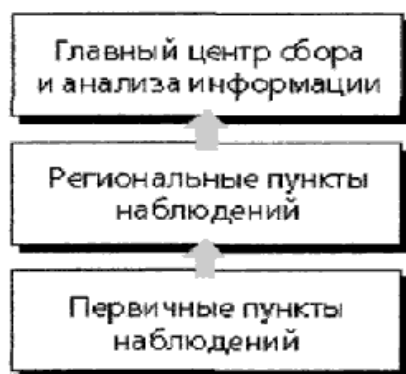 Главный центр сбора
и анализа информации
Региональные пункты
наблюдений
Первичные пункты
наблюдений